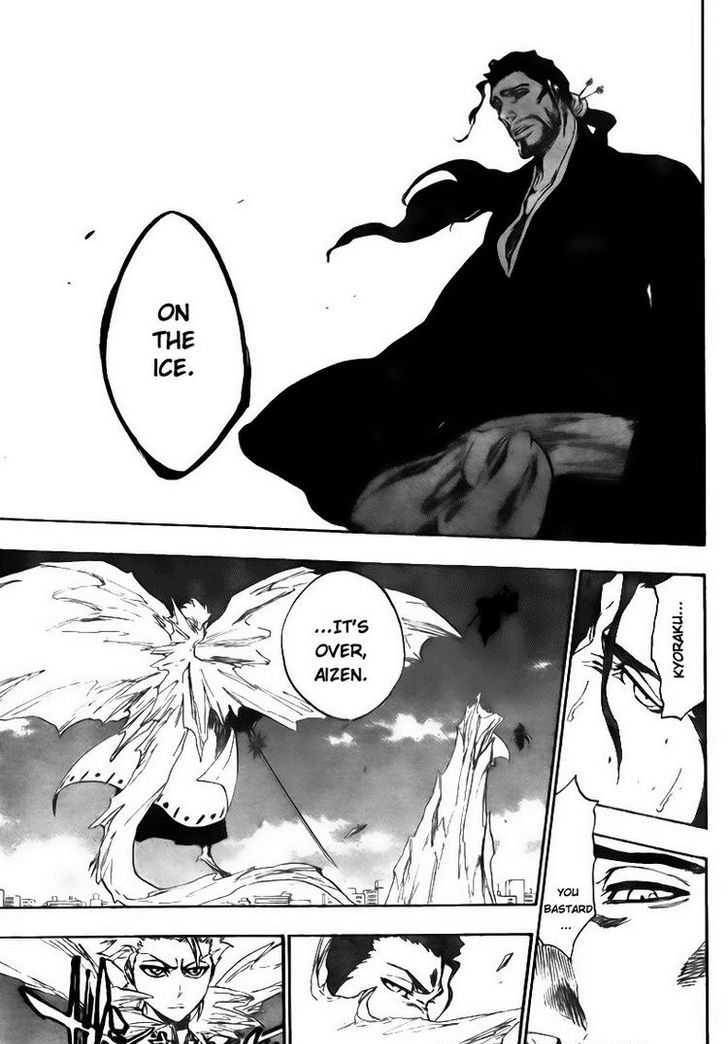 ON
THE
ICE.
KYORAKU...
...IT'S
OVER,
AIZEN.
YOU
BASTARD
...